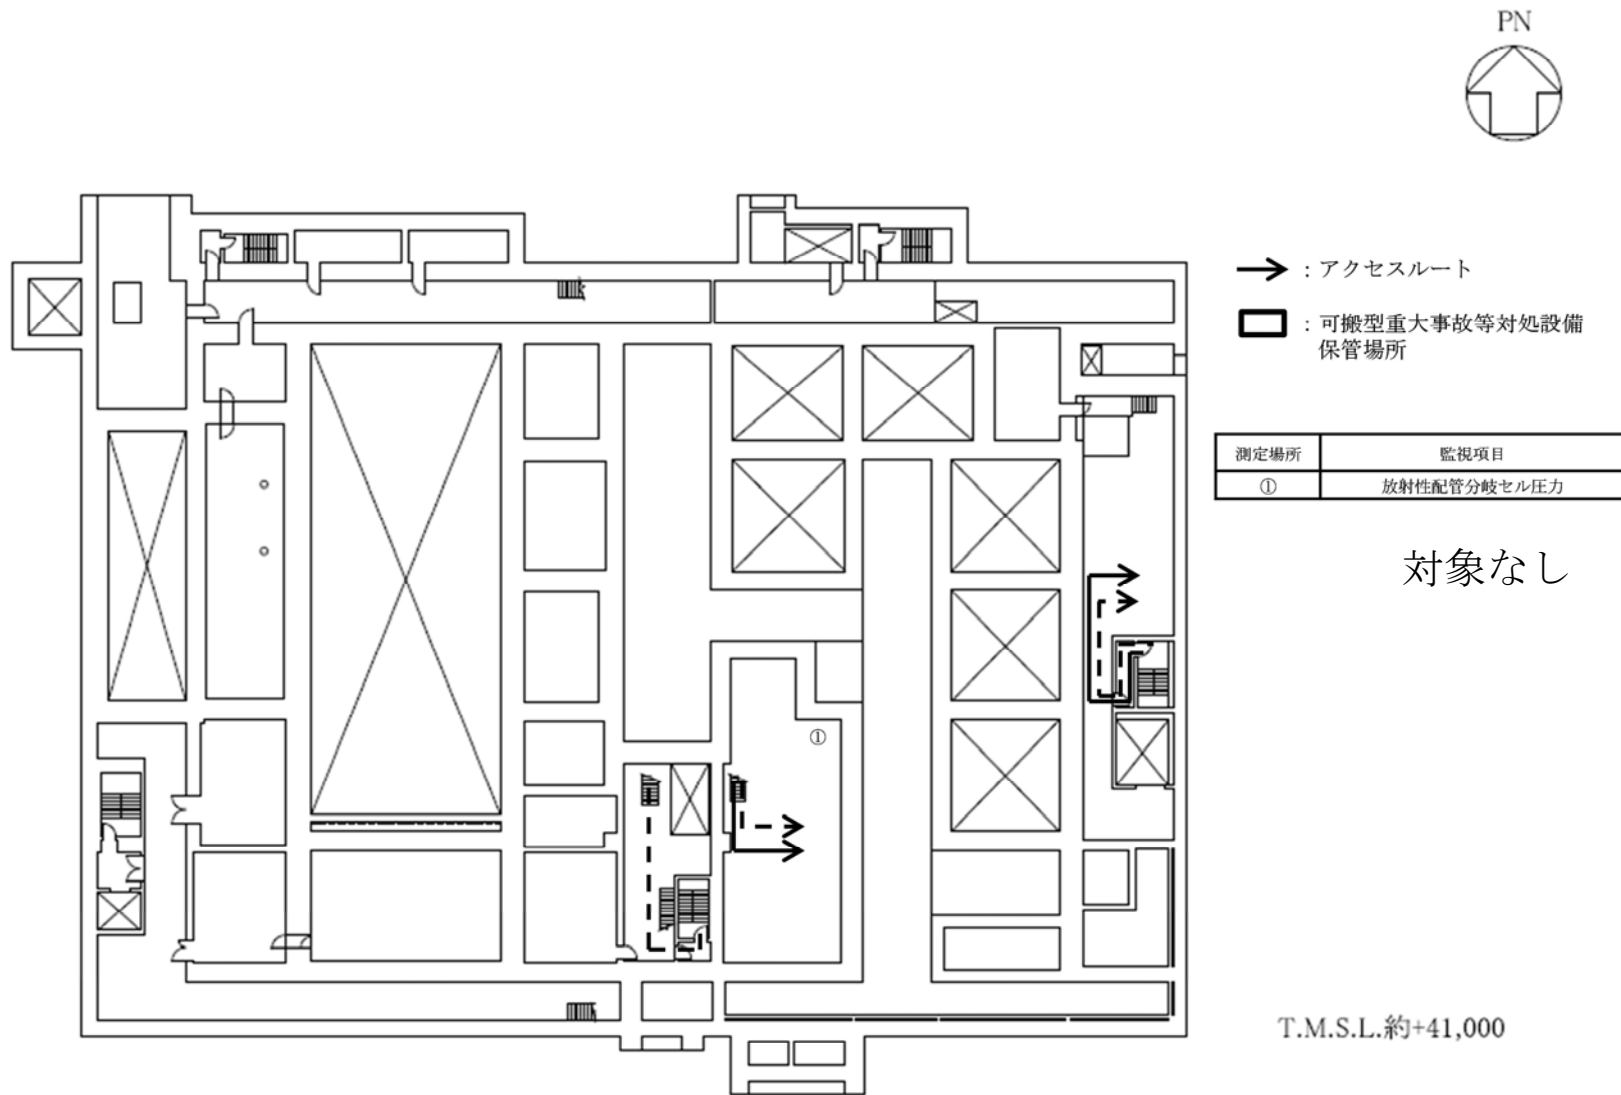 PN
：アクセスルート
：可搬型重大事故等対処設備
保管場所
測定場所 監視項目
① 放射性配管分岐セル圧力
対象なし
①
T.M.S.L.約+41,000